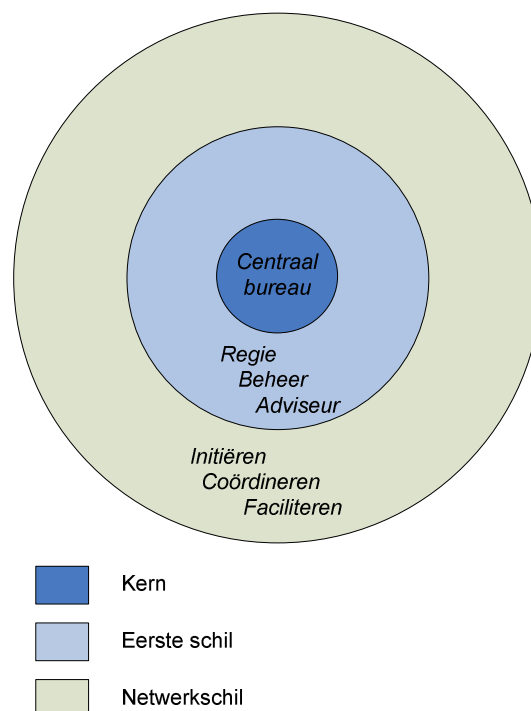 Centraal
bureau
Regie
Beheer
Adviseur
Initiëren
Coördineren
Faciliteren
Kern
Eerste schil
Netwerkschil